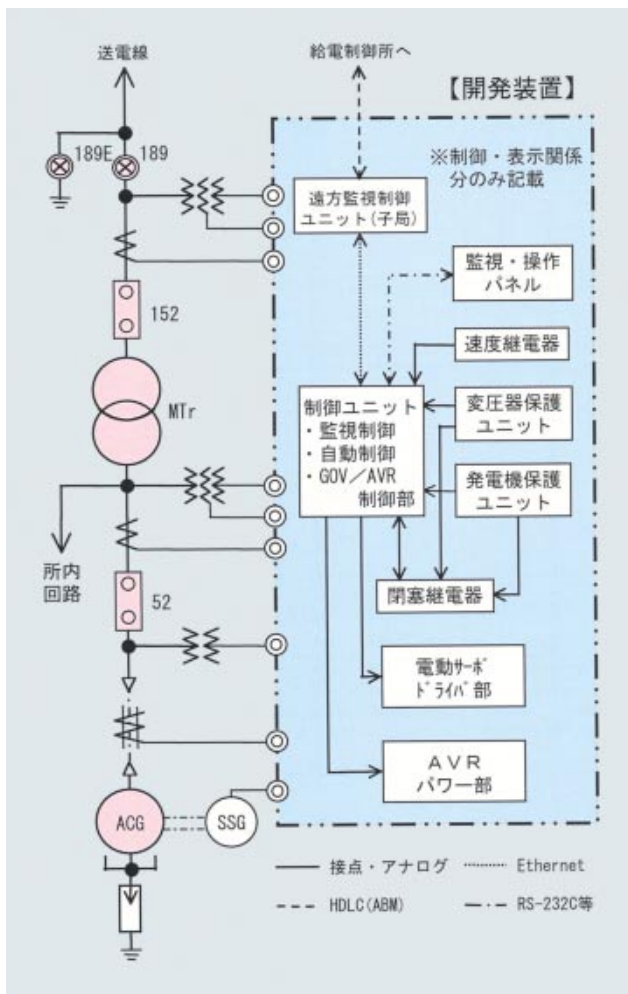 送電線
給電制御所へ
【開発装置】
189E
189
※制御・表示関係
分のみ記載
遠方監視制御
ユニット(子局)
監視・操作
パネル
152
速度継電器
MTr
制御ユニット
・監視制御
・自動制御
・GOV/AVR
制御部
変圧器保護
ユニット
発電機保護
ユニット
所内
回路
52
閉塞継電器
電動サーボ
ドライバ部
AVR
パワー部
ACG
SSG
接点・アナログ
Ethernet
HDLC(ABM)
RS-232C等